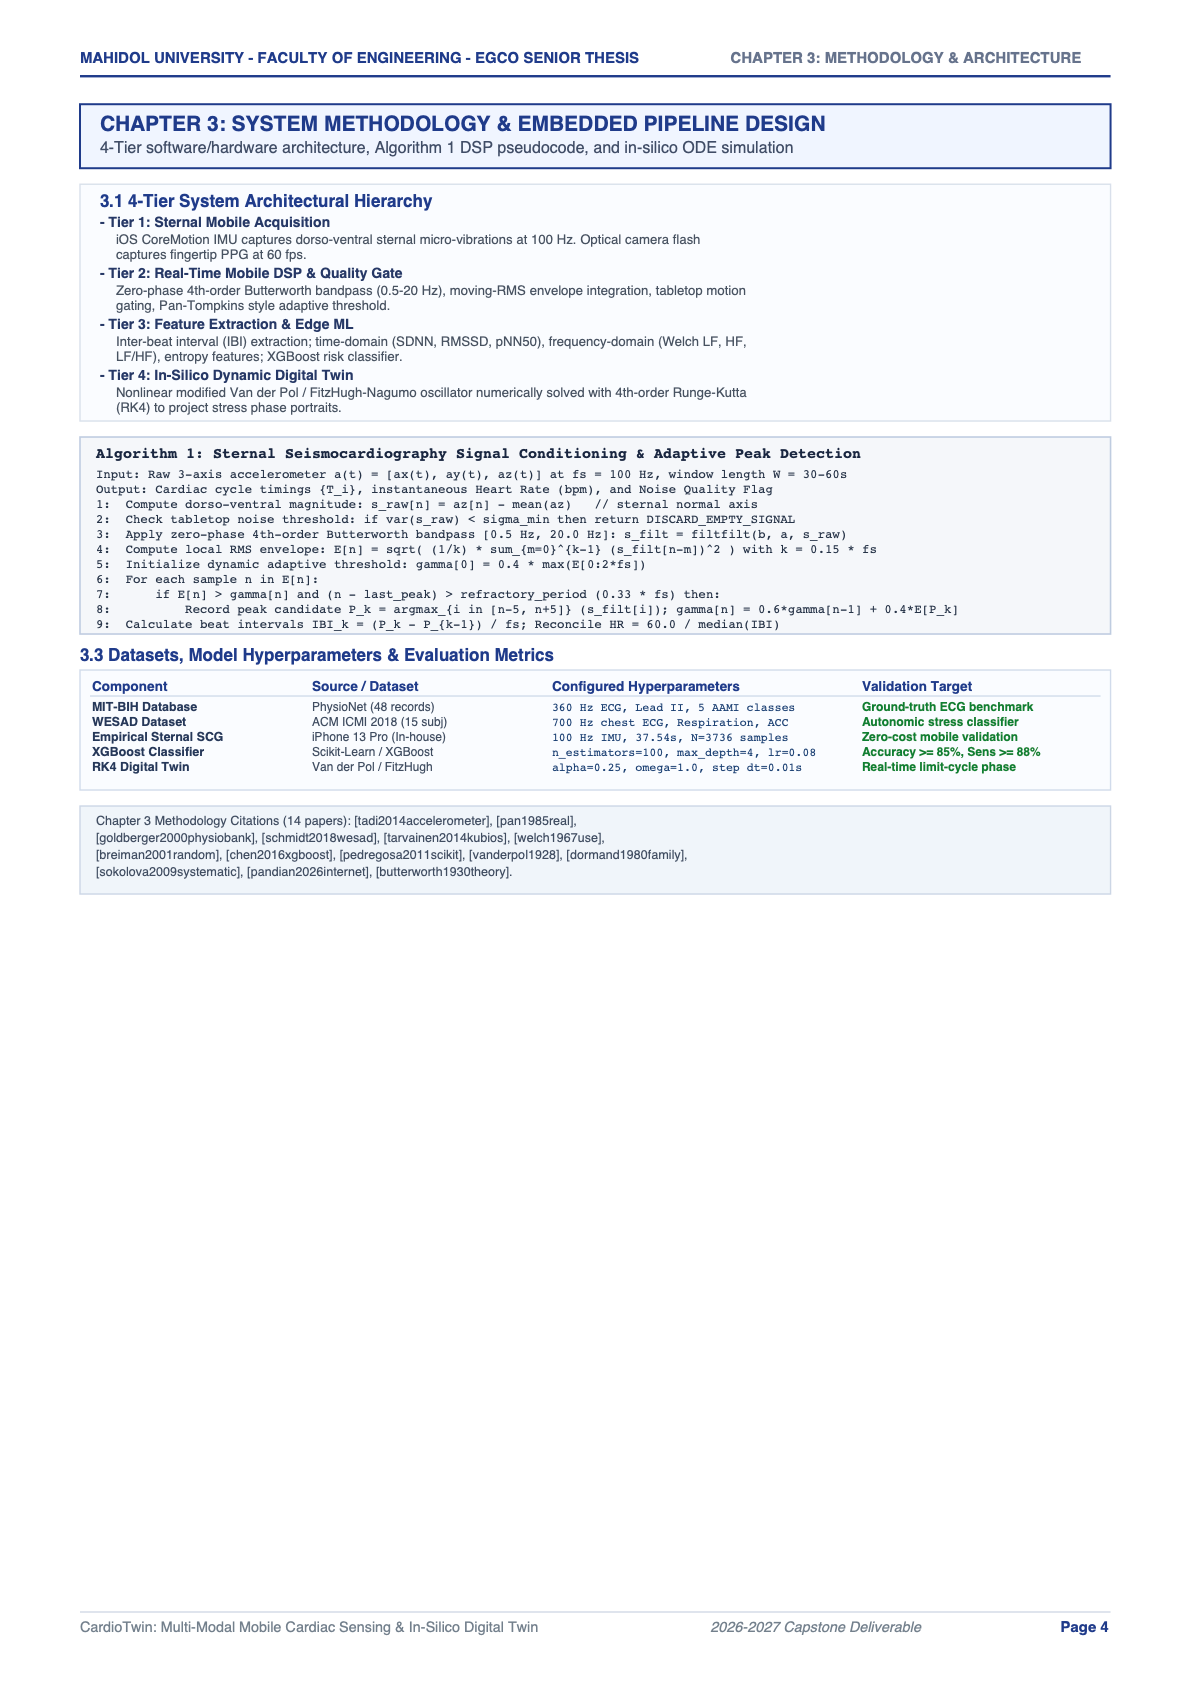 MAHIDOL UNIVERSITY - FACULTY OF ENGINEERING - EGCO SENIOR THESIS CHAPTER 3: METHODOLOGY & ARCHITECTURE
CHAPTER 3: SYSTEM METHODOLOGY & EMBEDDED PIPELINE DESIGN
4-Tier software/hardware architecture, Algorithm 1 DSP pseudocode, and in-silico ODE simulation
3.1 4-Tier System Architectural Hierarchy
- Tier 1: Sternal Mobile Acquisition
iOS CoreMotion IMU captures dorso-ventral sternal micro-vibrations at 100 Hz. Optical camera flash
captures fingertip PPG at 60 fps.
- Tier 2: Real-Time Mobile DSP & Quality Gate
Zero-phase 4th-order Butterworth bandpass (0.5-20 Hz), moving-RMS envelope integration, tabletop motion
gating, Pan-Tompkins style adaptive threshold.
- Tier 3: Feature Extraction & Edge ML
Inter-beat interval (IBI) extraction; time-domain (SDNN, RMSSD, pNN50), frequency-domain (Welch LF, HF,
LF/HF), entropy features; XGBoost risk classifier.
- Tier 4: In-Silico Dynamic Digital Twin
Nonlinear modified Van der Pol / FitzHugh-Nagumo oscillator numerically solved with 4th-order Runge-Kutta
(RK4) to project stress phase portraits.
Algorithm 1: Sternal Seismocardiography Signal Conditioning & Adaptive Peak Detection
Input: Raw 3-axis accelerometer a(t) = [ax(t), ay(t), az(t)] at fs = 100 Hz, window length W = 30-60s
Output: Cardiac cycle timings {T_i}, instantaneous Heart Rate (bpm), and Noise Quality Flag
1: Compute dorso-ventral magnitude: s_raw[n] = az[n] - mean(az) // sternal normal axis
2: Check tabletop noise threshold: if var(s_raw) < sigma_min then return DISCARD_EMPTY_SIGNAL
3: Apply zero-phase 4th-order Butterworth bandpass [0.5 Hz, 20.0 Hz]: s_filt = filtfilt(b, a, s_raw)
4: Compute local RMS envelope: E[n] = sqrt( (1/k) * sum_{m=0}^{k-1} (s_filt[n-m])^2 ) with k = 0.15 * fs
5: Initialize dynamic adaptive threshold: gamma[0] = 0.4 * max(E[0:2*fs])
6: For each sample n in E[n]:
7: if E[n] > gamma[n] and (n - last_peak) > refractory_period (0.33 * fs) then:
8: Record peak candidate P_k = argmax_{i in [n-5, n+5]} (s_filt[i]); gamma[n] = 0.6*gamma[n-1] + 0.4*E[P_k]
9: Calculate beat intervals IBI_k = (P_k - P_{k-1}) / fs; Reconcile HR = 60.0 / median(IBI)
3.3 Datasets, Model Hyperparameters & Evaluation Metrics
Component Source / Dataset Configured Hyperparameters Validation Target
MIT-BIH Database PhysioNet (48 records) 360 Hz ECG, Lead II, 5 AAMI classes Ground-truth ECG benchmark
WESAD Dataset ACM ICMI 2018 (15 subj) 700 Hz chest ECG, Respiration, ACC Autonomic stress classifier
Empirical Sternal SCG iPhone 13 Pro (In-house) 100 Hz IMU, 37.54s, N=3736 samples Zero-cost mobile validation
XGBoost Classifier Scikit-Learn / XGBoost n_estimators=100, max_depth=4, lr=0.08 Accuracy >= 85%, Sens >= 88%
RK4 Digital Twin Van der Pol / FitzHugh alpha=0.25, omega=1.0, step dt=0.01s Real-time limit-cycle phase
Chapter 3 Methodology Citations (14 papers): [tadi2014accelerometer], [pan1985real],
[goldberger2000physiobank], [schmidt2018wesad], [tarvainen2014kubios], [welch1967use],
[breiman2001random], [chen2016xgboost], [pedregosa2011scikit], [vanderpol1928], [dormand1980family],
[sokolova2009systematic], [pandian2026internet], [butterworth1930theory].
CardioTwin: Multi-Modal Mobile Cardiac Sensing & In-Silico Digital Twin 2026-2027 Capstone Deliverable Page 4